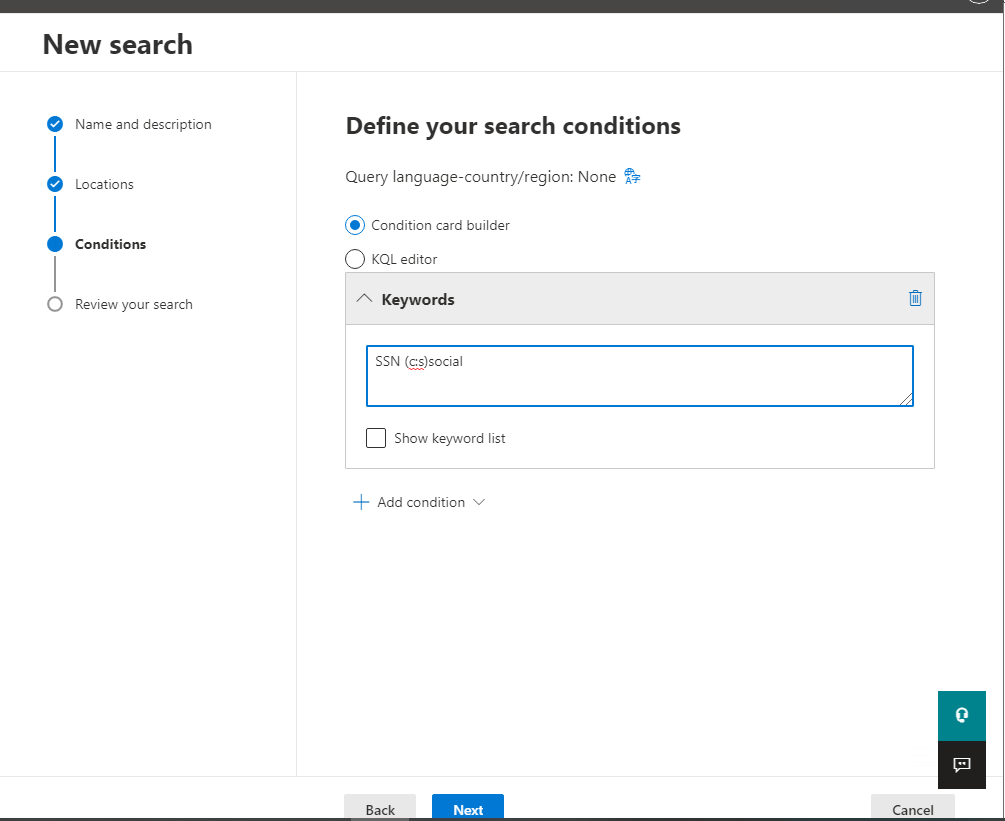 New search
Name and description
Locations
Conditions
Review your search
Define your search conditions
Query language-country/region: None
Condition card builder
KQL editor
Keywords
SSN (c:s)social
Show keyword list
Add condition
Back
Next
Cancel